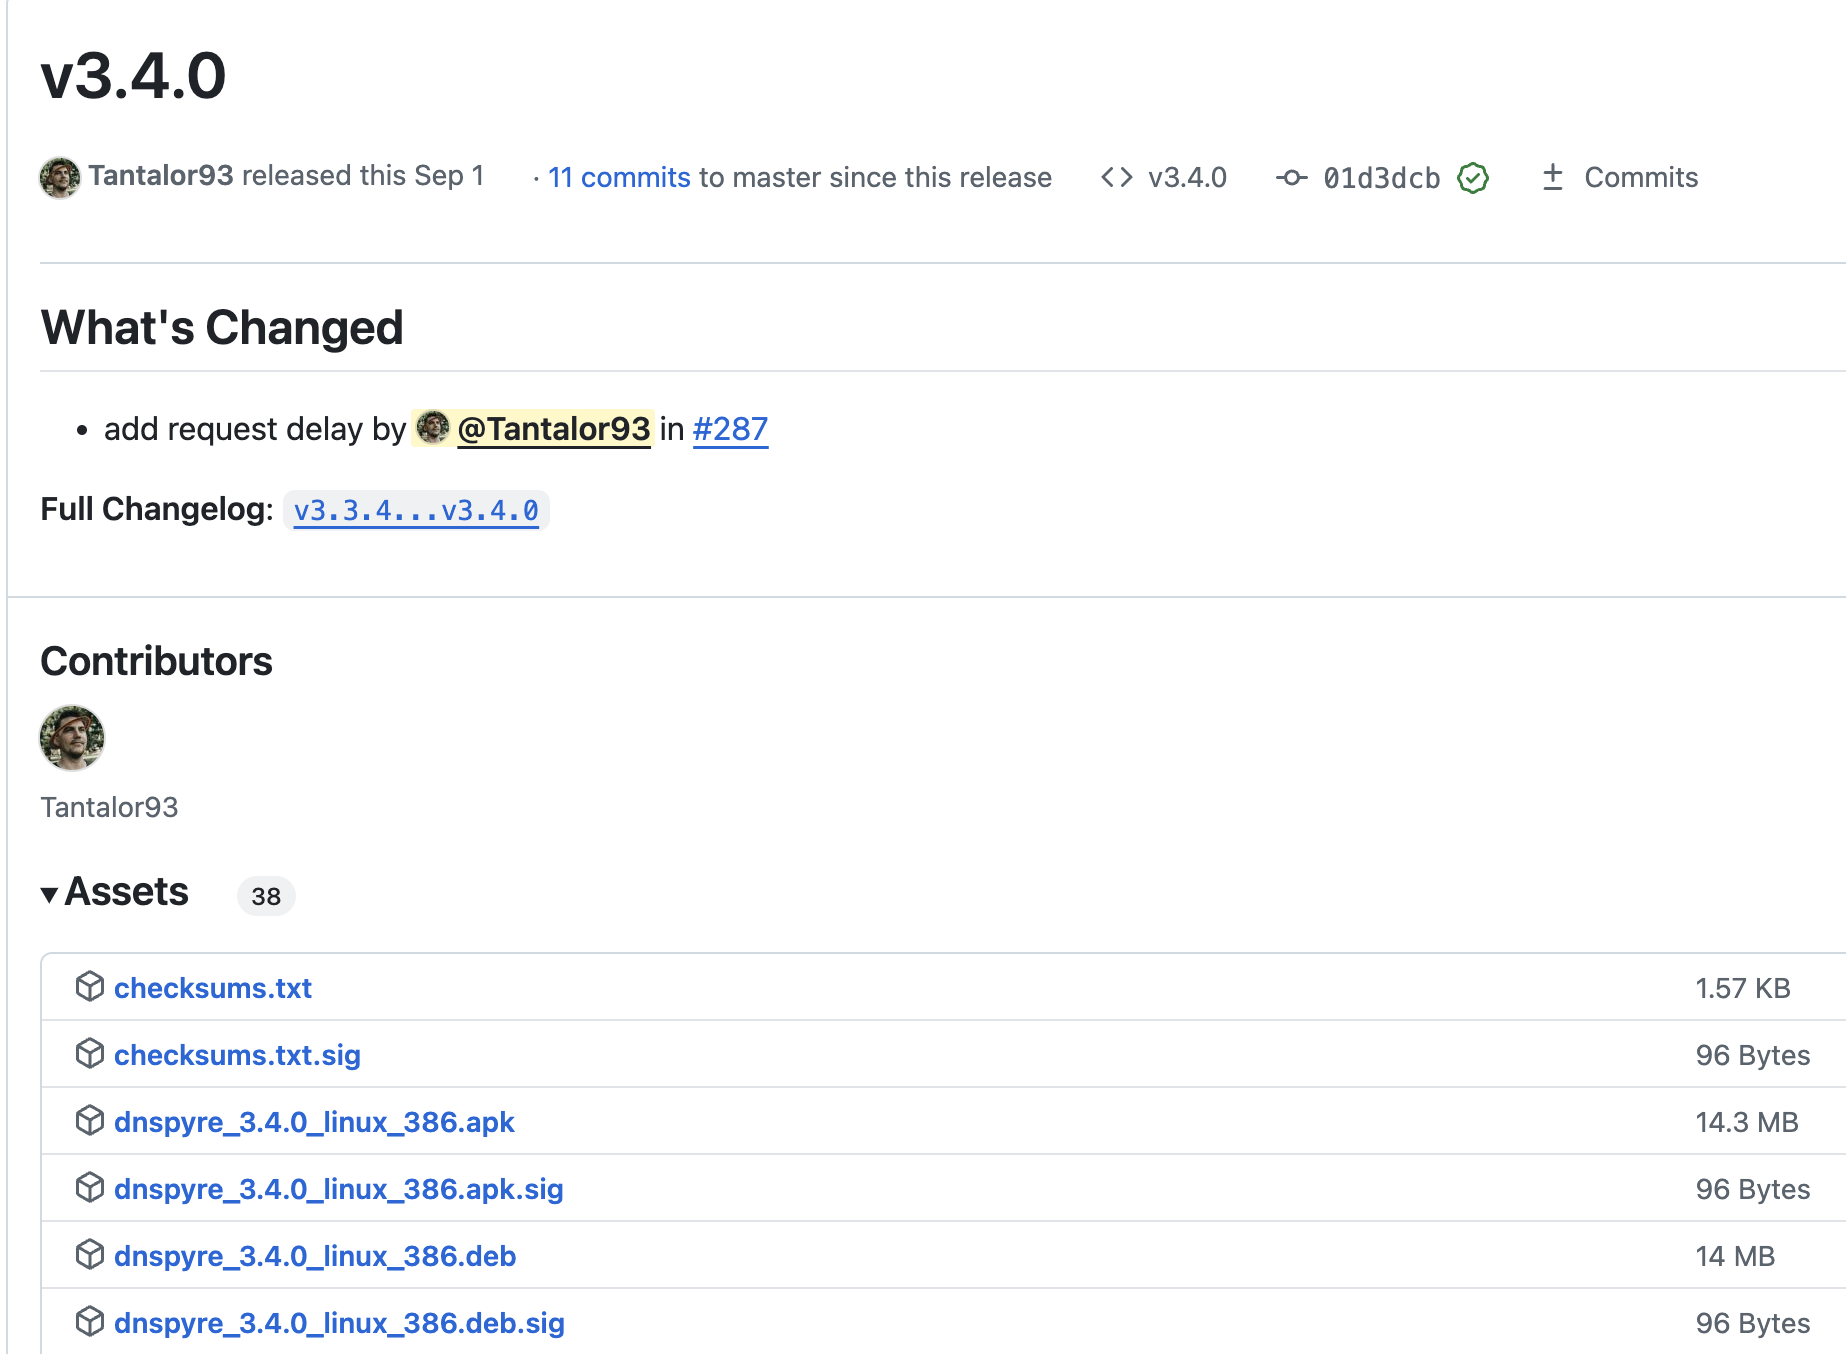 v3.4.0
Tantalor93 released this Sep 1 · 11 commits to master since this release <> v3.4.0 01d3dcb ± Commits
What's Changed
• add request delay by @Tantalor93 in #287
Full Changelog: v3.3.4...v3.4.0
Contributors
Tantalor93
▾ Assets 38
checksums.txt 1.57 KB
checksums.txt.sig 96 Bytes
dnspyre_3.4.0_linux_386.apk 14.3 MB
dnspyre_3.4.0_linux_386.apk.sig 96 Bytes
dnspyre_3.4.0_linux_386.deb 14 MB
dnspyre_3.4.0_linux_386.deb.sig 96 Bytes